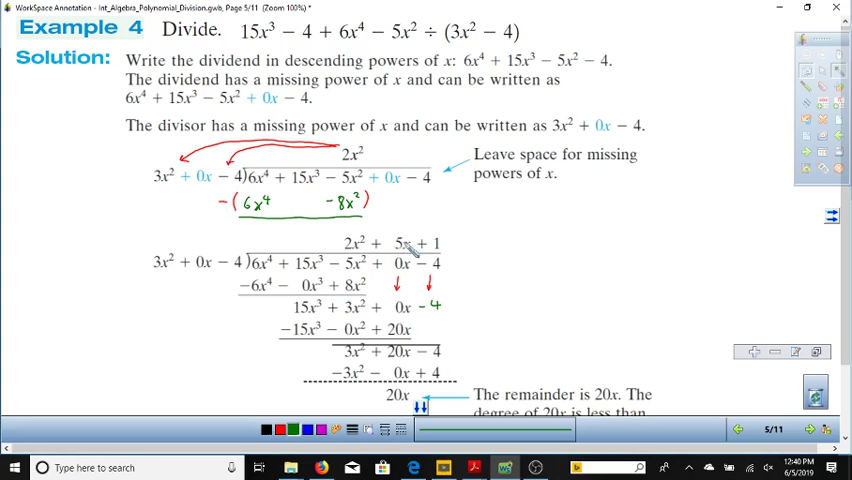 WorkSpace Annotation - Int_Algebra_Polynomial_Division.gwb, Page 5/11 (Zoom 100%) *
Example 4 Divide. 15x³ − 4 + 6x⁴ − 5x² ÷ (3x² − 4)
Solution: Write the dividend in descending powers of x: 6x⁴ + 15x³ − 5x² − 4.
The dividend has a missing power of x and can be written as
6x⁴ + 15x³ − 5x² + 0x − 4.
The divisor has a missing power of x and can be written as 3x² + 0x − 4.
2x²
3x² + 0x − 4)6x⁴ + 15x³ − 5x² + 0x − 4
Leave space for missing
powers of x.
−(6x⁴ −8x²)
2x² + 5x + 1
3x² + 0x − 4)6x⁴ + 15x³ − 5x² + 0x − 4
−6x⁴ − 0x³ + 8x²
15x³ + 3x² + 0x −4
−15x³ − 0x² + 20x
3x² + 20x − 4
−3x² − 0x + 4
20x
The remainder is 20x. The
degree of 20x is less than
5/11
Type here to search
12:40 PM
6/5/2019